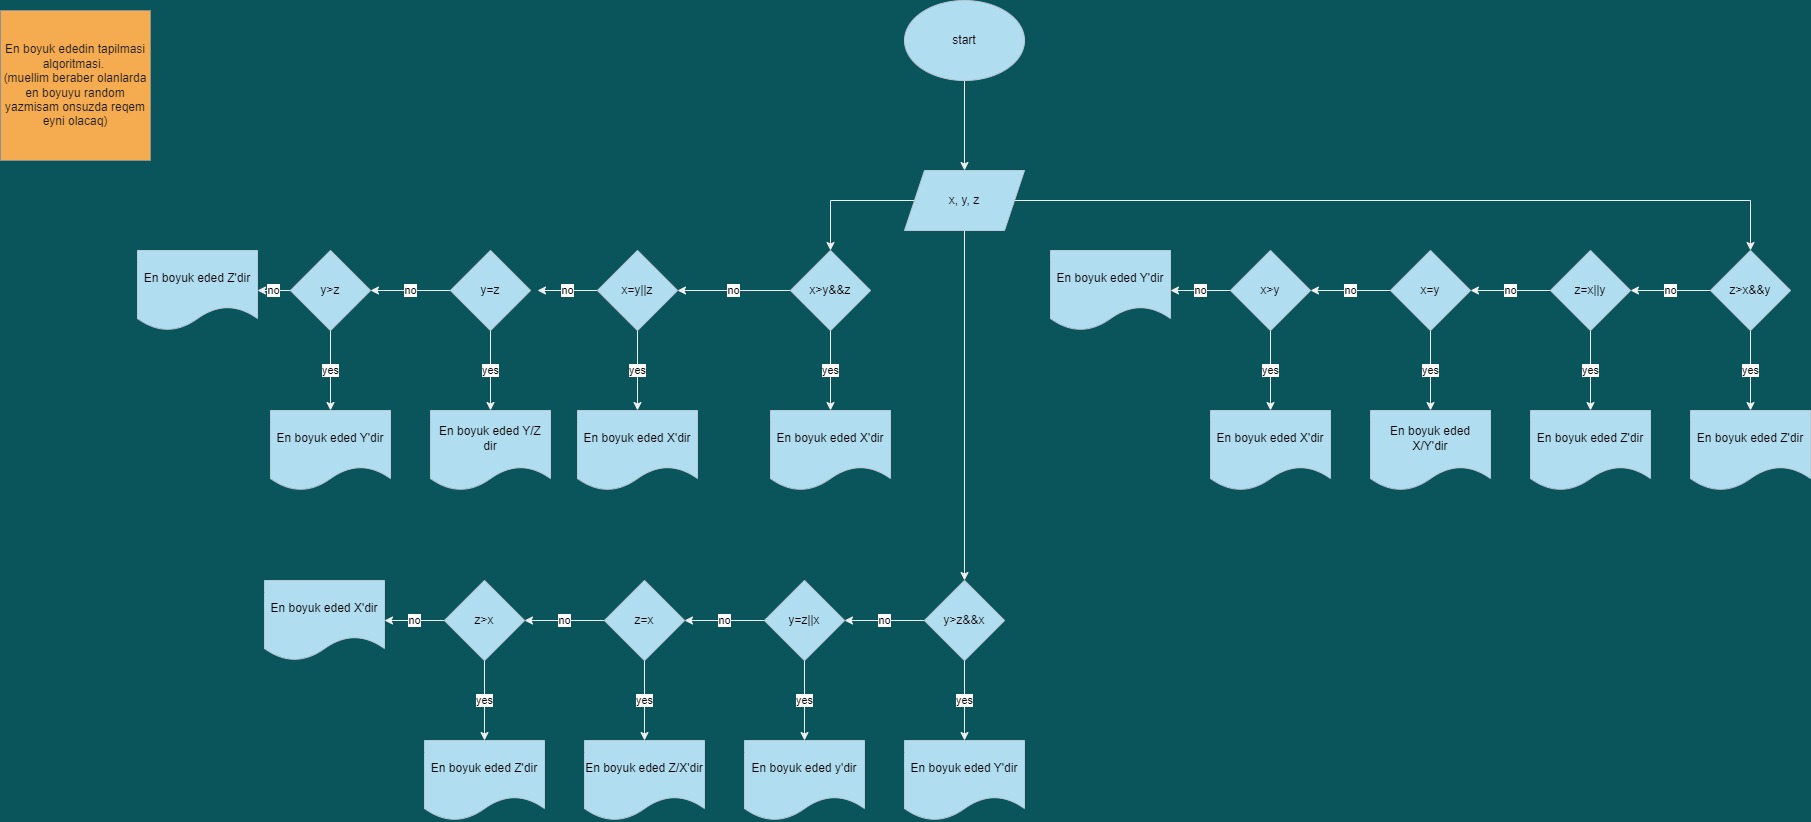 En boyuk ededin tapilmasi
alqoritmasi.
(muellim beraber olanlarda
en boyuyu random
yazmisam onsuzda reqem
eyni olacaq)
start
x, y, z
En boyuk eded Z'dir
no
y>z
no
y=z
no
x=y||z
no
x>y&&z
En boyuk eded Y'dir
no
x>y
no
x=y
no
z=x||y
no
z>x&&y
yes
yes
yes
yes
yes
yes
yes
yes
En boyuk eded Y'dir
En boyuk eded Y/Z
dir
En boyuk eded X'dir
En boyuk eded X'dir
En boyuk eded X'dir
En boyuk eded
X/Y'dir
En boyuk eded Z'dir
En boyuk eded Z'dir
En boyuk eded X'dir
no
z>x
no
z=x
no
y=z||x
no
y>z&&x
yes
yes
yes
yes
En boyuk eded Z'dir
En boyuk eded Z/X'dir
En boyuk eded y'dir
En boyuk eded Y'dir